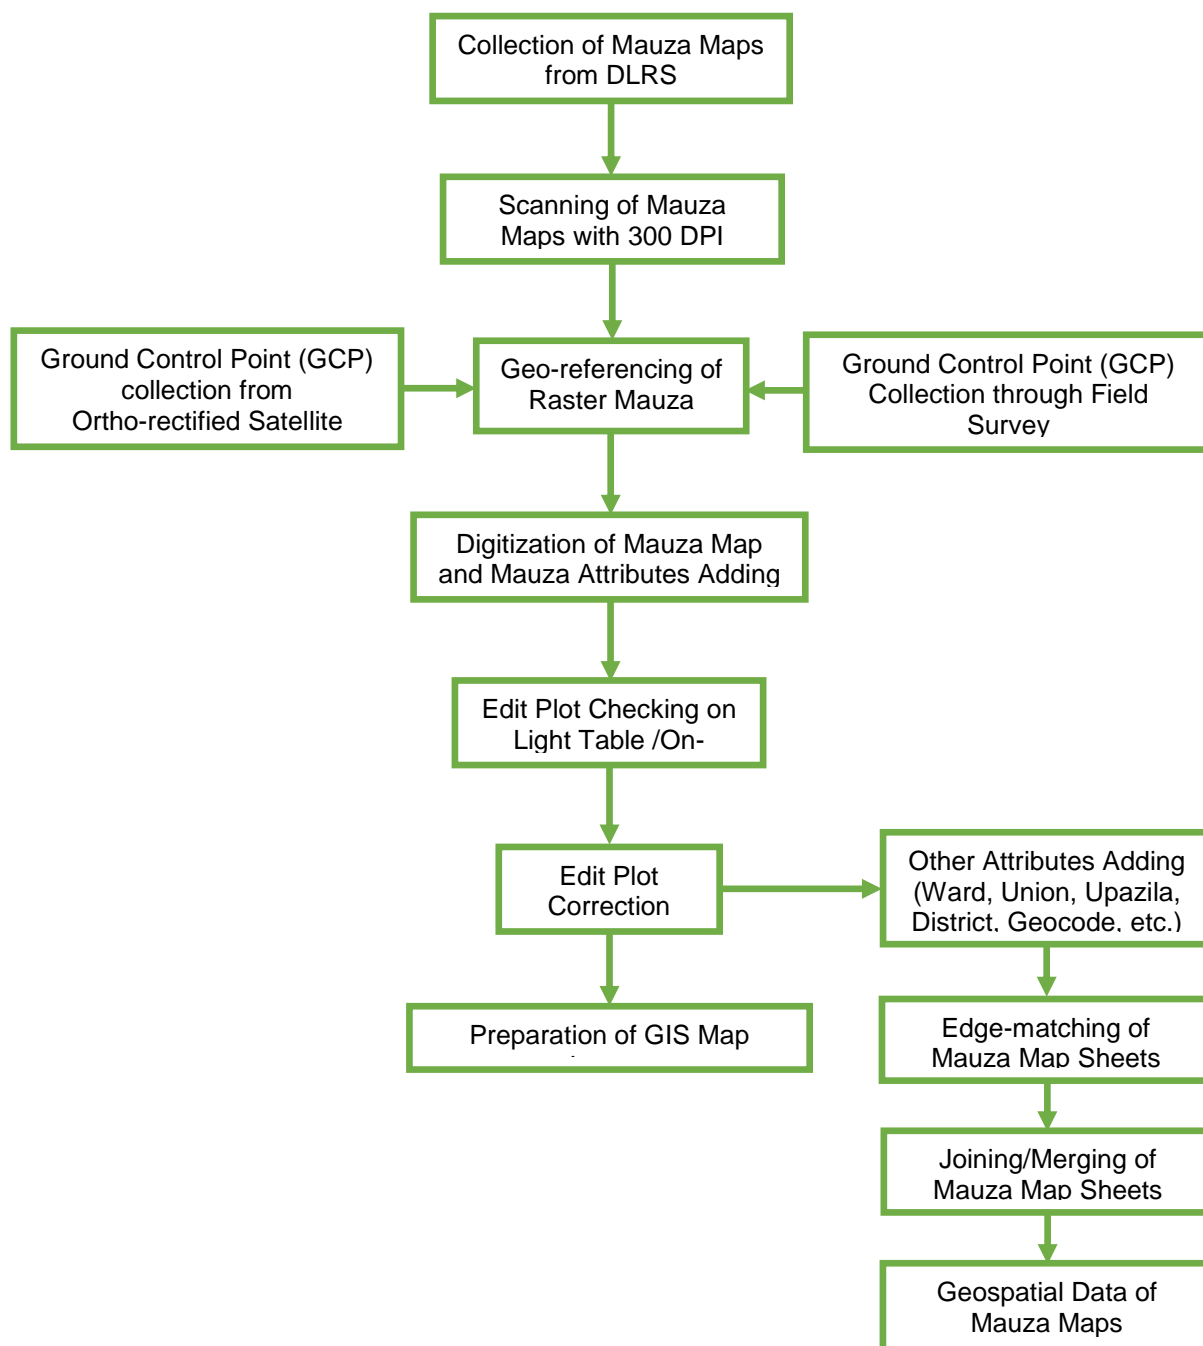 Collection of Mauza Maps
from DLRS
Scanning of Mauza
Maps with 300 DPI
Ground Control Point (GCP)
collection from
Ortho-rectified Satellite
Geo-referencing of
Raster Mauza
Ground Control Point (GCP)
Collection through Field
Survey
Digitization of Mauza Map
and Mauza Attributes Adding
Edit Plot Checking on
Light Table /On-
Edit Plot
Correction
Other Attributes Adding
(Ward, Union, Upazila,
District, Geocode, etc.)
Preparation of GIS Map
Edge-matching of
Mauza Map Sheets
Joining/Merging of
Mauza Map Sheets
Geospatial Data of
Mauza Maps